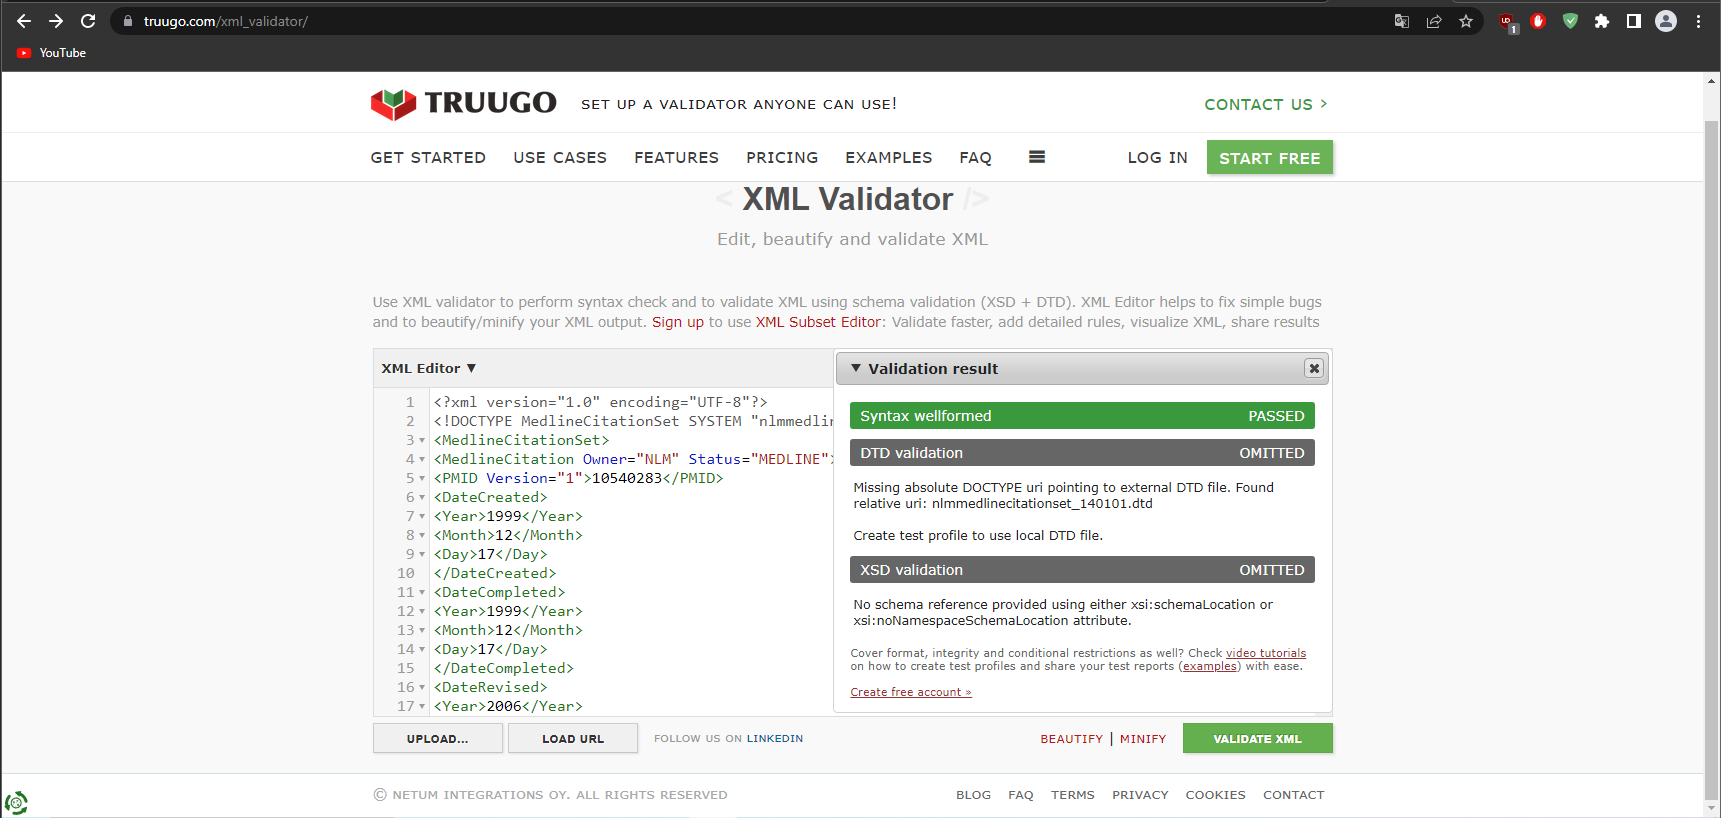 truugo.com/xml_validator/
1
YouTube
TRUUGO SET UP A VALIDATOR ANYONE CAN USE! CONTACT US >
GET STARTED USE CASES FEATURES PRICING EXAMPLES FAQ LOG IN START FREE
< XML Validator />
Edit, beautify and validate XML
Use XML validator to perform syntax check and to validate XML using schema validation (XSD + DTD). XML Editor helps to fix simple bugs
and to beautify/minify your XML output. Sign up to use XML Subset Editor: Validate faster, add detailed rules, visualize XML, share results
XML Editor ▼
1 <?xml version="1.0" encoding="UTF-8"?>
2 <!DOCTYPE MedlineCitationSet SYSTEM "nlmmedlin
3 <MedlineCitationSet>
4 <MedlineCitation Owner="NLM" Status="MEDLINE">
5 <PMID Version="1">10540283</PMID>
6 <DateCreated>
7 <Year>1999</Year>
8 <Month>12</Month>
9 <Day>17</Day>
10 </DateCreated>
11 <DateCompleted>
12 <Year>1999</Year>
13 <Month>12</Month>
14 <Day>17</Day>
15 </DateCompleted>
16 <DateRevised>
17 <Year>2006</Year>
▼ Validation result
Syntax wellformed PASSED
DTD validation OMITTED
Missing absolute DOCTYPE uri pointing to external DTD file. Found
relative uri: nlmmedlinecitationset_140101.dtd
Create test profile to use local DTD file.
XSD validation OMITTED
No schema reference provided using either xsi:schemaLocation or
xsi:noNamespaceSchemaLocation attribute.
Cover format, integrity and conditional restrictions as well? Check video tutorials
on how to create test profiles and share your test reports (examples) with ease.
Create free account »
UPLOAD... LOAD URL FOLLOW US ON LINKEDIN BEAUTIFY | MINIFY VALIDATE XML
© NETUM INTEGRATIONS OY. ALL RIGHTS RESERVED BLOG FAQ TERMS PRIVACY COOKIES CONTACT